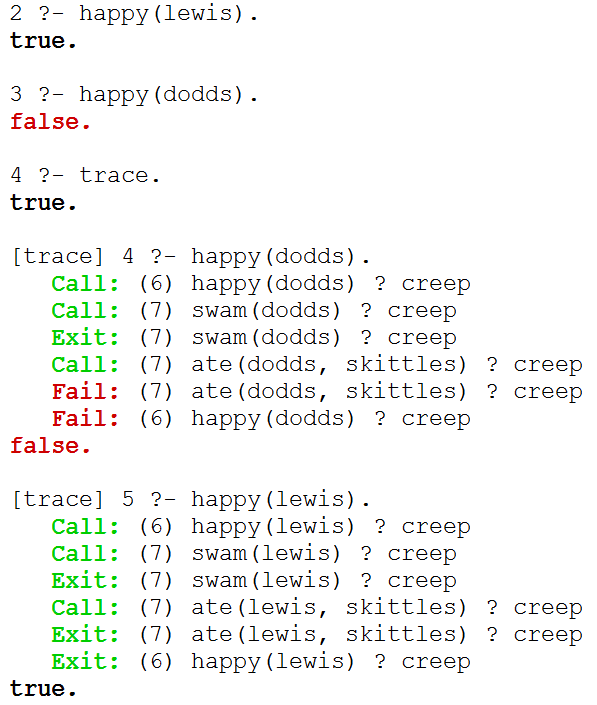 2 ?- happy(lewis).
true.

3 ?- happy(dodds).
false.

4 ?- trace.
true.

[trace] 4 ?- happy(dodds).
   Call: (6) happy(dodds) ? creep
   Call: (7) swam(dodds) ? creep
   Exit: (7) swam(dodds) ? creep
   Call: (7) ate(dodds, skittles) ? creep
   Fail: (7) ate(dodds, skittles) ? creep
   Fail: (6) happy(dodds) ? creep
false.

[trace] 5 ?- happy(lewis).
   Call: (6) happy(lewis) ? creep
   Call: (7) swam(lewis) ? creep
   Exit: (7) swam(lewis) ? creep
   Call: (7) ate(lewis, skittles) ? creep
   Exit: (7) ate(lewis, skittles) ? creep
   Exit: (6) happy(lewis) ? creep
true.